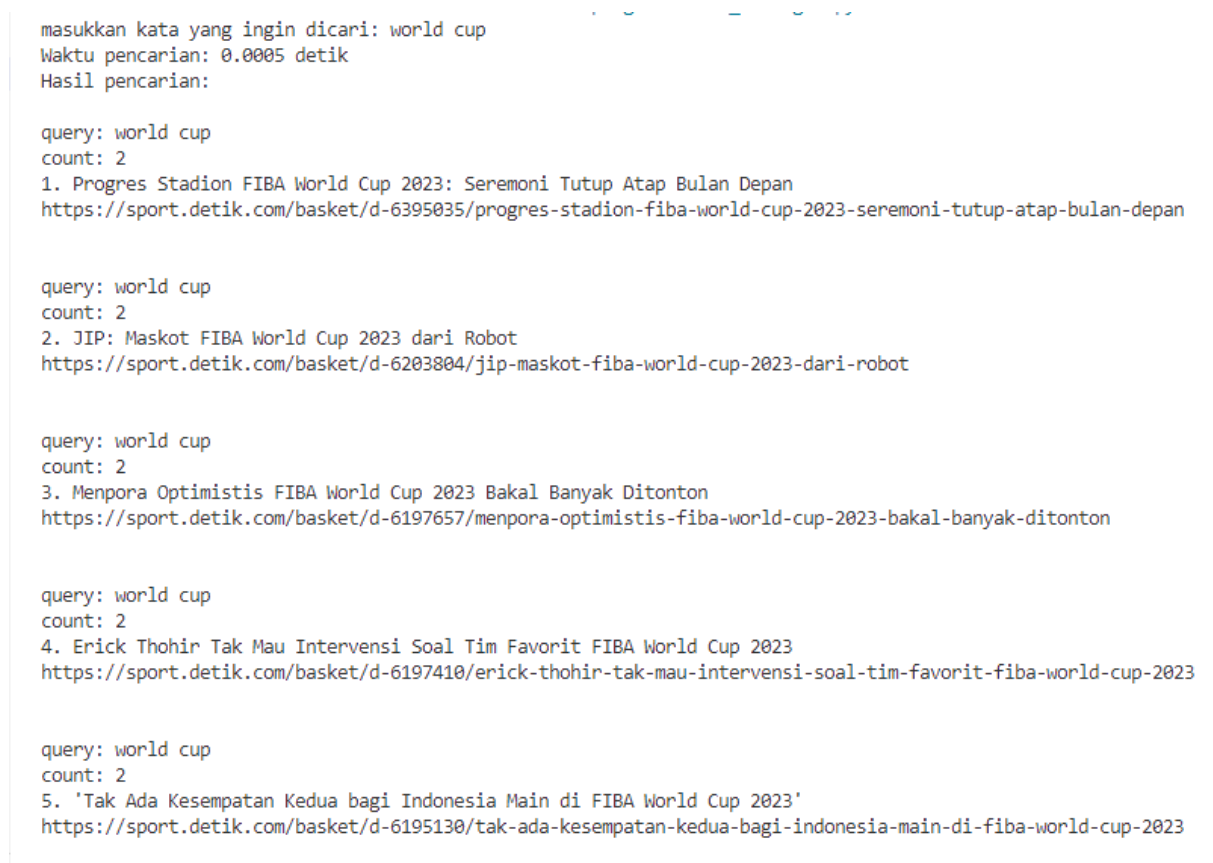 masukkan kata yang ingin dicari: world cup
Waktu pencarian: 0.0005 detik
Hasil pencarian:
query: world cup
count: 2
1. Progres Stadion FIBA World Cup 2023: Seremoni Tutup Atap Bulan Depan
https://sport.detik.com/basket/d-6395035/progres-stadion-fiba-world-cup-2023-seremoni-tutup-atap-bulan-depan
query: world cup
count: 2
2. JIP: Maskot FIBA World Cup 2023 dari Robot
https://sport.detik.com/basket/d-6203804/jip-maskot-fiba-world-cup-2023-dari-robot
query: world cup
count: 2
3. Menpora Optimistis FIBA World Cup 2023 Bakal Banyak Ditonton
https://sport.detik.com/basket/d-6197657/menpora-optimistis-fiba-world-cup-2023-bakal-banyak-ditonton
query: world cup
count: 2
4. Erick Thohir Tak Mau Intervensi Soal Tim Favorit FIBA World Cup 2023
https://sport.detik.com/basket/d-6197410/erick-thohir-tak-mau-intervensi-soal-tim-favorit-fiba-world-cup-2023
query: world cup
count: 2
5. 'Tak Ada Kesempatan Kedua bagi Indonesia Main di FIBA World Cup 2023'
https://sport.detik.com/basket/d-6195130/tak-ada-kesempatan-kedua-bagi-indonesia-main-di-fiba-world-cup-2023